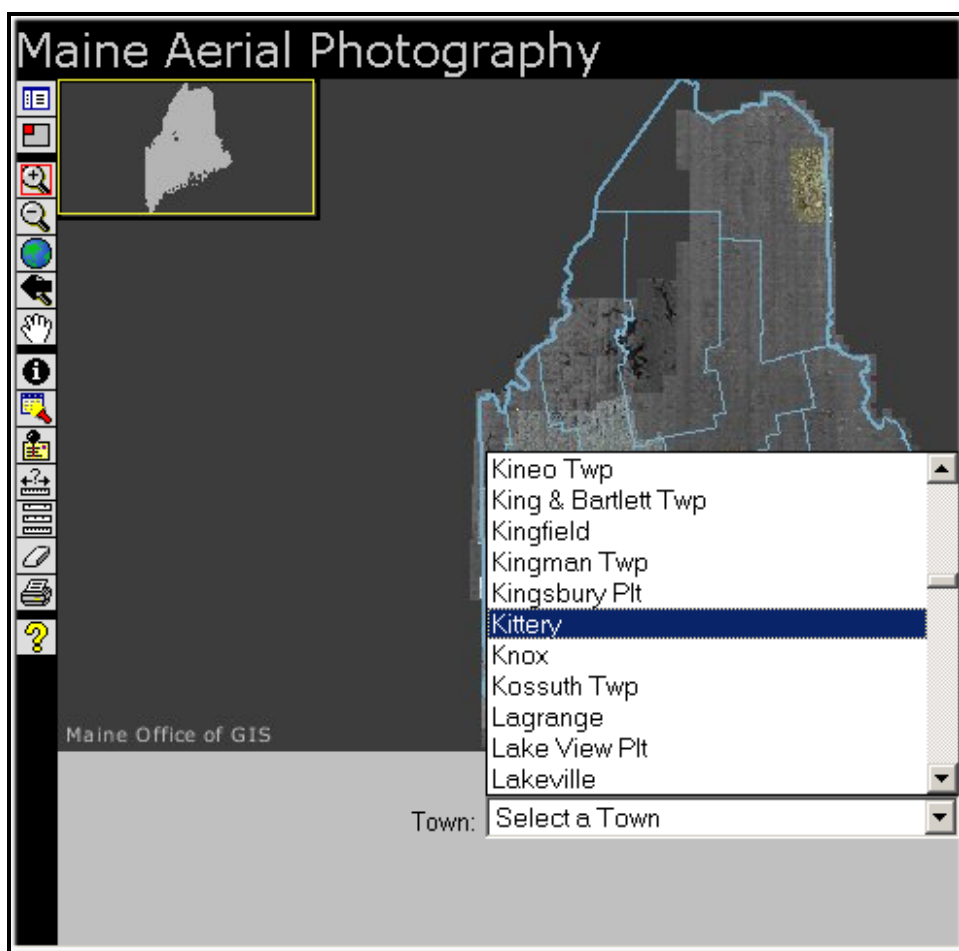 Maine Aerial Photography
Kineo Twp
King & Bartlett Twp
Kingfield
Kingman Twp
Kingsbury Plt
Kittery
Knox
Kossuth Twp
Lagrange
Lake View Plt
Lakeville
Maine Office of GIS
Town: Select a Town